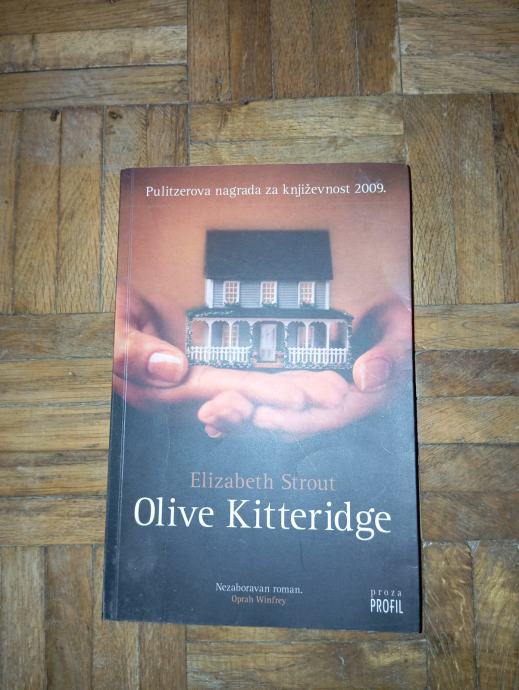 Pulitzerova nagrada za književnost 2009.
Elizabeth Strout
Olive Kitteridge
Nezaboravan roman.
Oprah Winfrey
proza
PROFIL